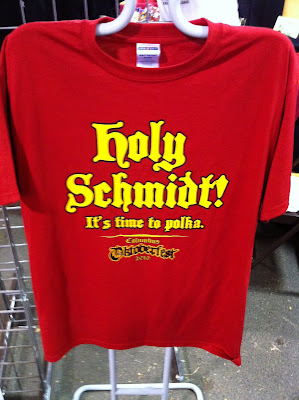 Holy
Schmidt!
It's time to polka.
Columbus
Oktoberfest